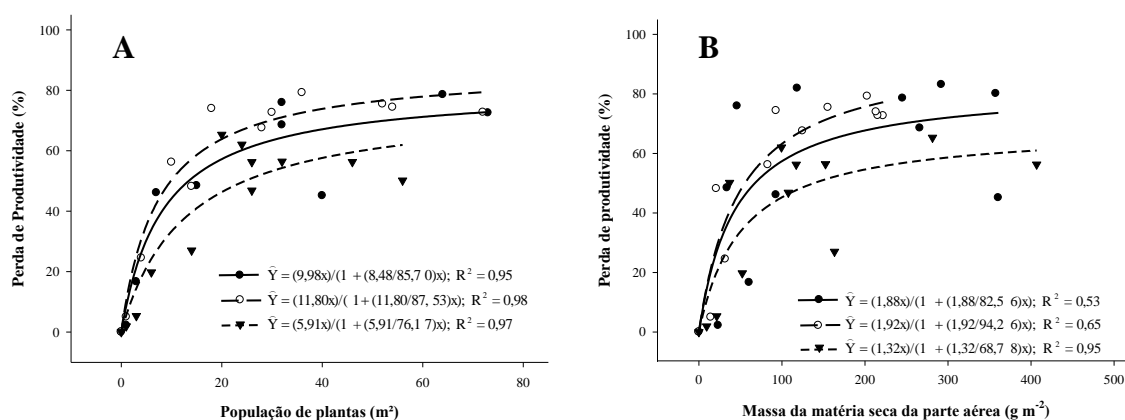 A
Perda de Produtividade (%)
100
80
60
40
20
0
Ŷ = (9,98x)/(1 + (8,48/85,7 0)x); R² = 0,95
Ŷ = (11,80x)/( 1+ (11,80/87, 53)x); R² = 0,98
Ŷ = (5,91x)/(1 + (5,91/76,1 7)x); R² = 0,97
0 20 40 60 80
População de plantas (m²)
B
Perda de produtividade (%)
100
80
60
40
20
0
Ŷ = (1,88x)/(1 + (1,88/82,5 6)x); R² = 0,53
Ŷ = (1,92x)/(1 + (1,92/94,2 6)x); R² = 0,65
Ŷ = (1,32x)/(1 + (1,32/68,7 8)x); R² = 0,95
0 100 200 300 400 500
Massa da matéria seca da parte aérea (g m⁻²)